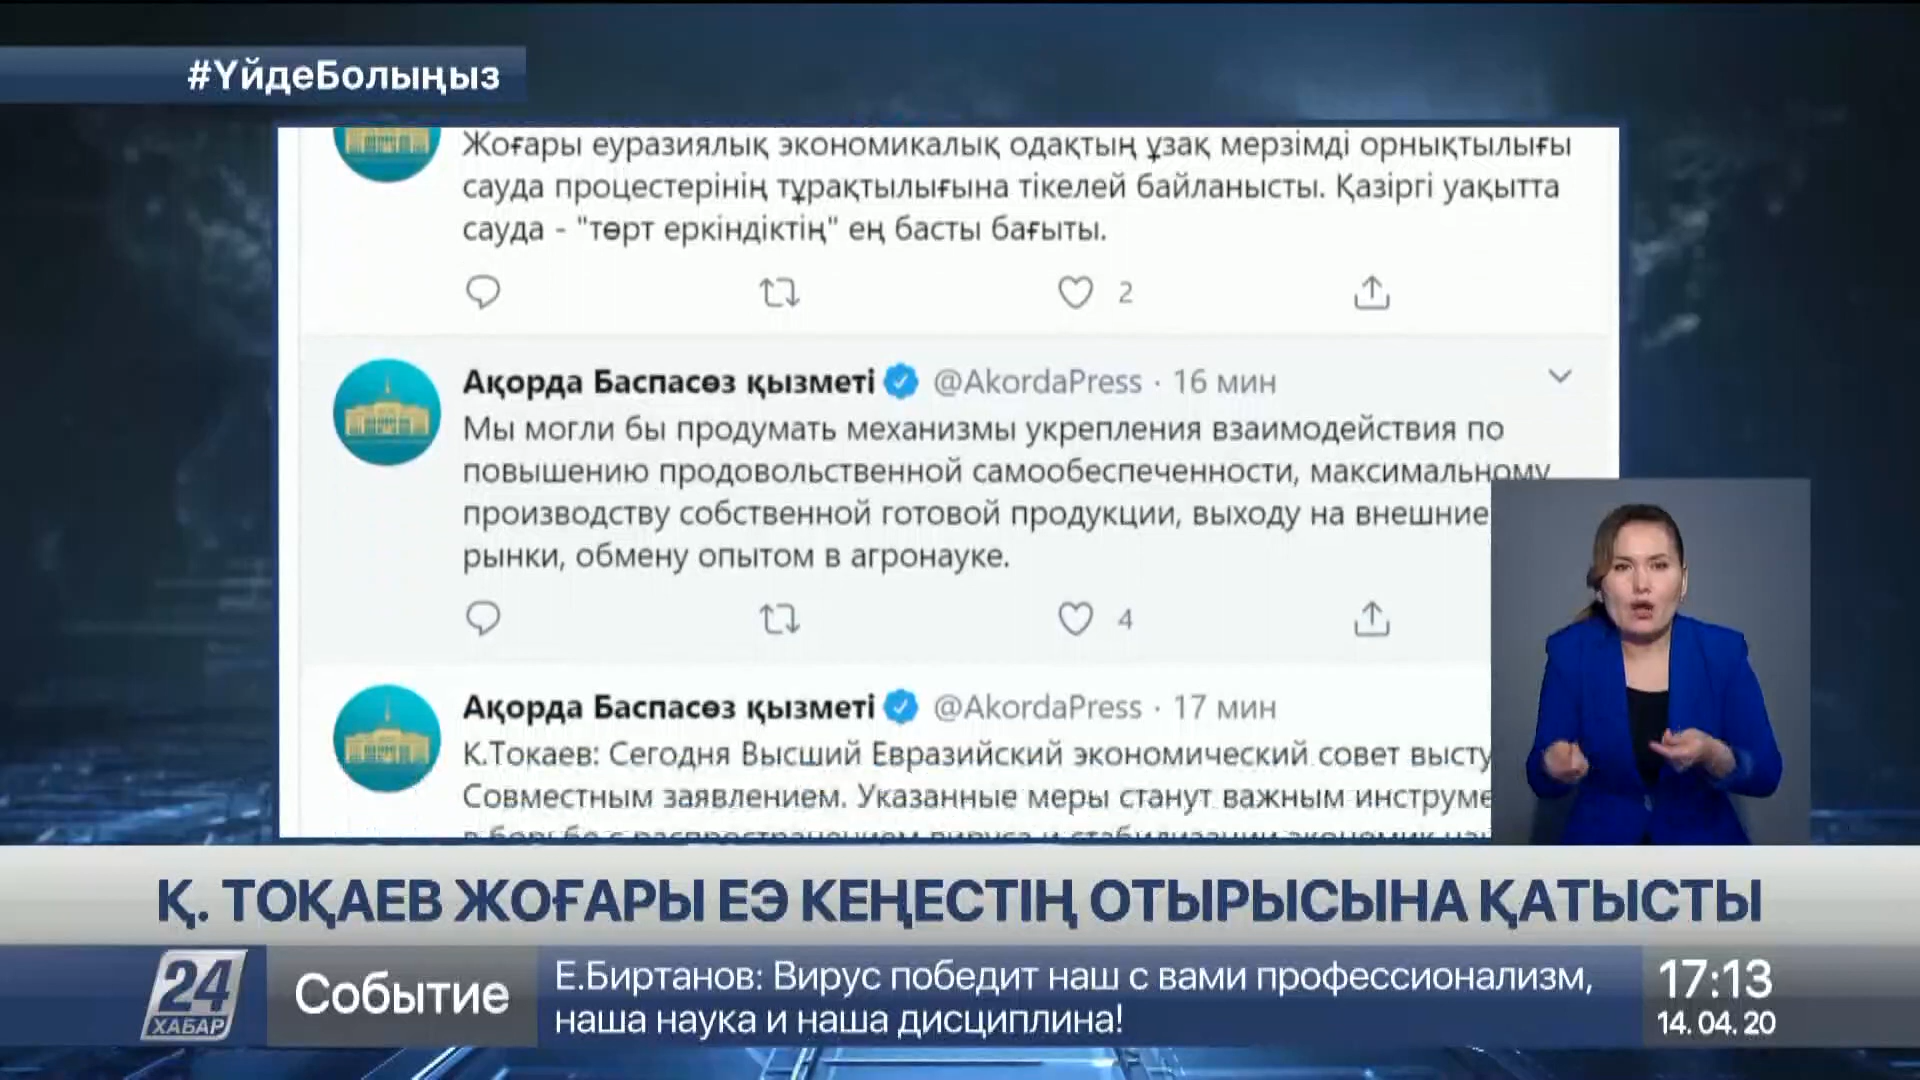 #ҮйдеБолыңыз
Жоғары еуразиялық экономикалық одақтың ұзақ мерзімді орнықтылығы
сауда процестерінің тұрақтылығына тікелей байланысты. Қазіргі уақытта
сауда - "төрт еркіндіктің" ең басты бағыты.
2
Ақорда Баспасөз қызметі @AkordaPress · 16 мин
Мы могли бы продумать механизмы укрепления взаимодействия по
повышению продовольственной самообеспеченности, максимальному
производству собственной готовой продукции, выходу на внешние
рынки, обмену опытом в агронауке.
4
Ақорда Баспасөз қызметі @AkordaPress · 17 мин
К.Токаев: Сегодня Высший Евразийский экономический совет высту
Совместным заявлением. Указанные меры станут важным инструме
в борьбе с распространением вируса и стабилизации экономик
Қ. ТОҚАЕВ ЖОҒАРЫ ЕЭ КЕҢЕСТІҢ ОТЫРЫСЫНА ҚАТЫСТЫ
24
ХАБАР
Событие
Е.Биртанов: Вирус победит наш с вами профессионализм,
наша наука и наша дисциплина!
17:13
14. 04. 20